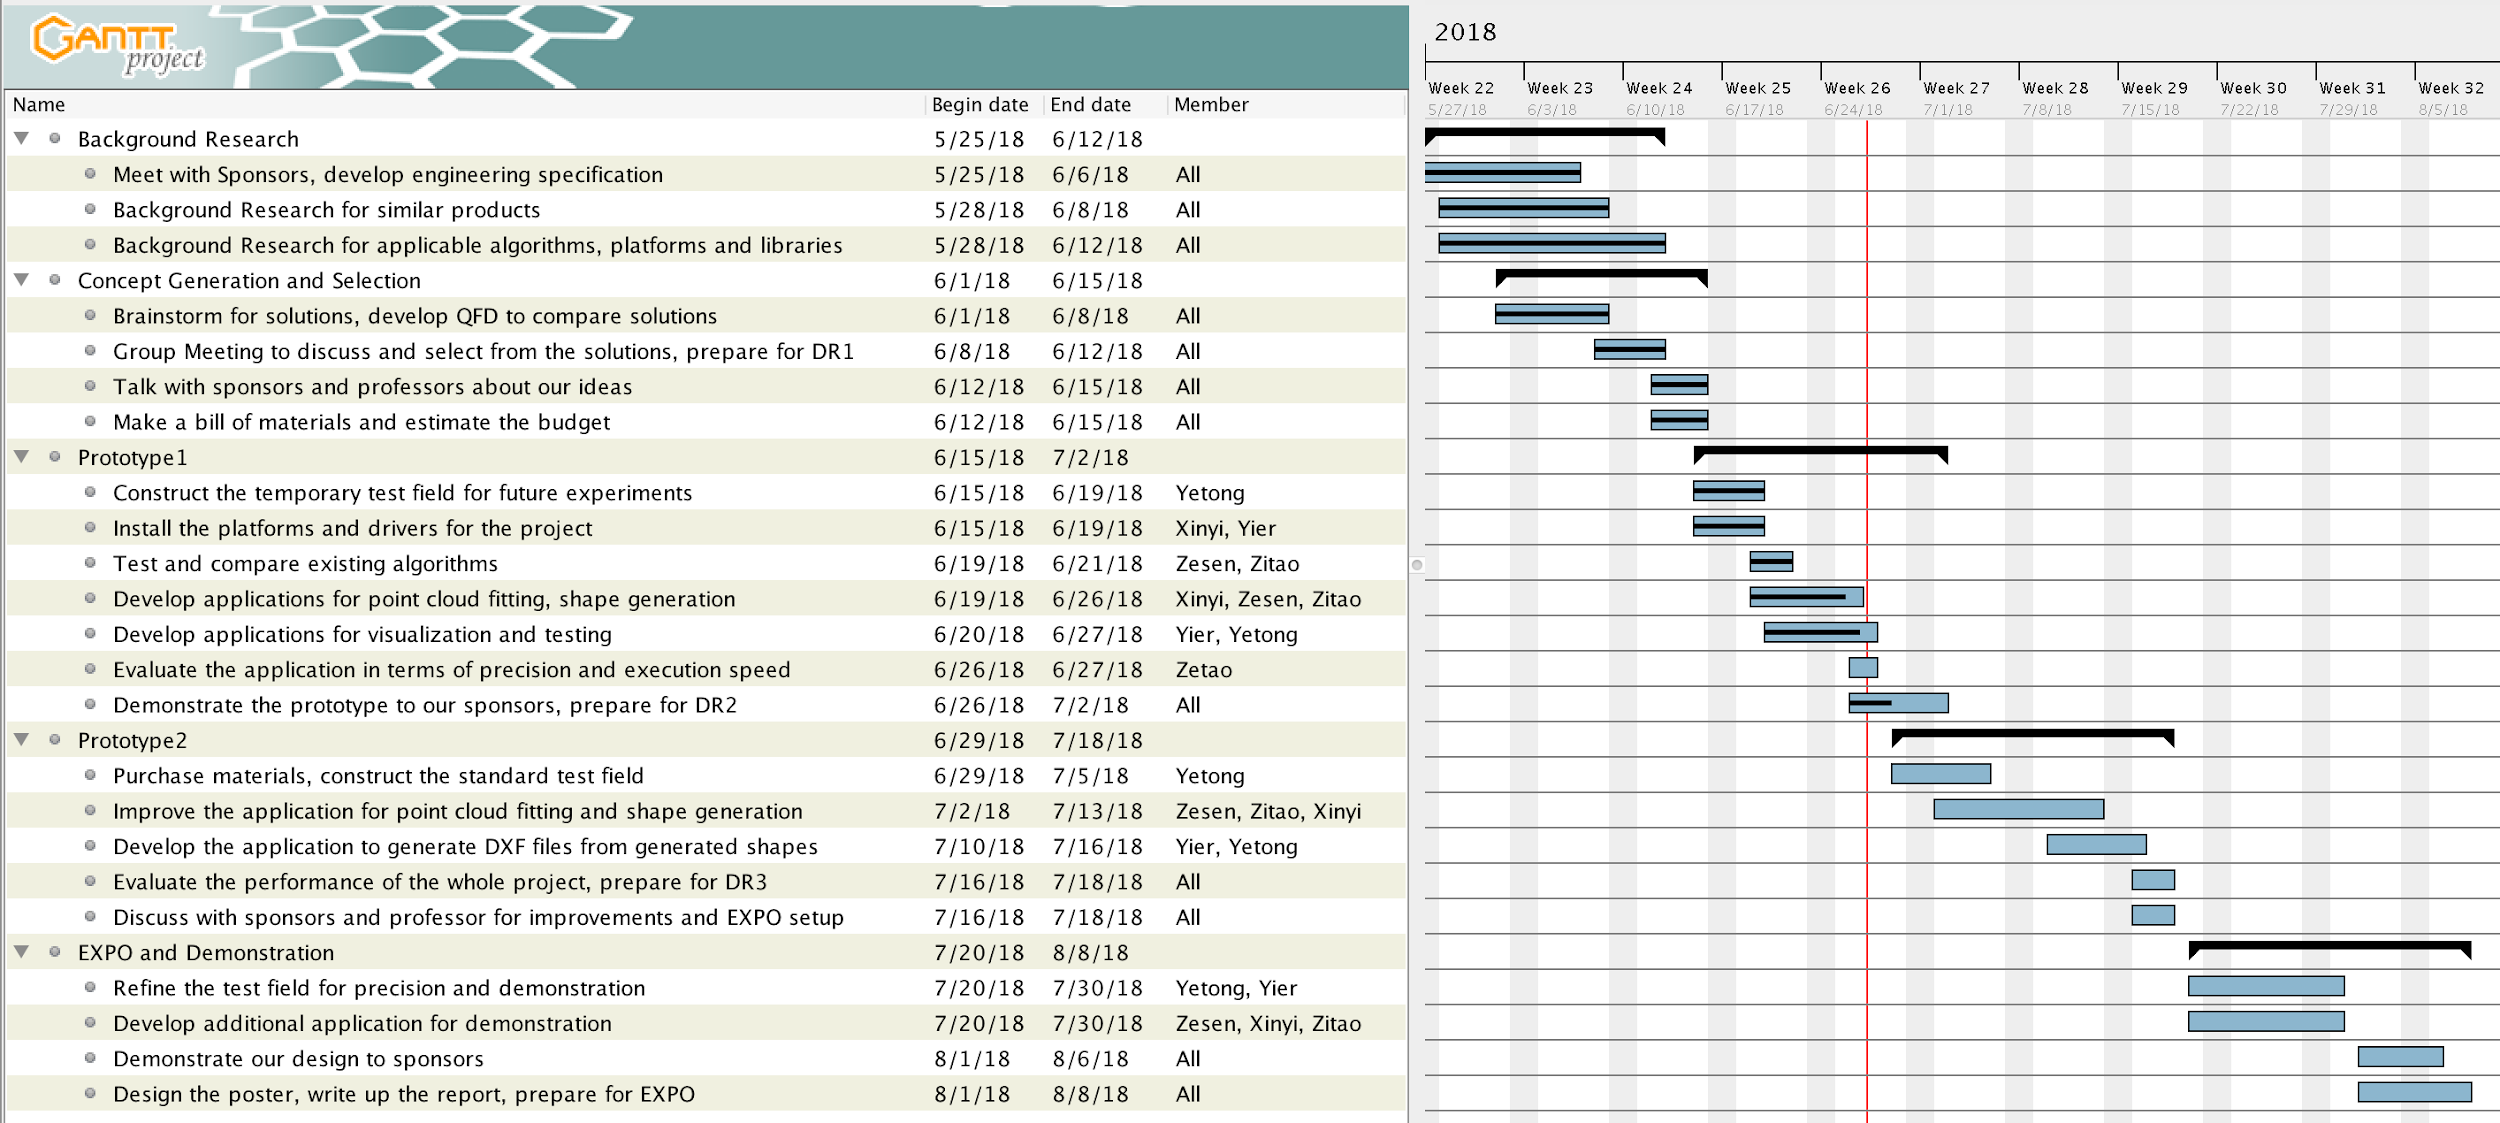 GANTT
project
2018
Week 22 Week 23 Week 24 Week 25 Week 26 Week 27 Week 28 Week 29 Week 30 Week 31 Week 32
5/27/18 6/3/18 6/10/18 6/17/18 6/24/18 7/1/18 7/8/18 7/15/18 7/22/18 7/29/18 8/5/18
Name Begin date End date Member
Background Research 5/25/18 6/12/18
Meet with Sponsors, develop engineering specification 5/25/18 6/6/18 All
Background Research for similar products 5/28/18 6/8/18 All
Background Research for applicable algorithms, platforms and libraries 5/28/18 6/12/18 All
Concept Generation and Selection 6/1/18 6/15/18
Brainstorm for solutions, develop QFD to compare solutions 6/1/18 6/8/18 All
Group Meeting to discuss and select from the solutions, prepare for DR1 6/8/18 6/12/18 All
Talk with sponsors and professors about our ideas 6/12/18 6/15/18 All
Make a bill of materials and estimate the budget 6/12/18 6/15/18 All
Prototype1 6/15/18 7/2/18
Construct the temporary test field for future experiments 6/15/18 6/19/18 Yetong
Install the platforms and drivers for the project 6/15/18 6/19/18 Xinyi, Yier
Test and compare existing algorithms 6/19/18 6/21/18 Zesen, Zitao
Develop applications for point cloud fitting, shape generation 6/19/18 6/26/18 Xinyi, Zesen, Zitao
Develop applications for visualization and testing 6/20/18 6/27/18 Yier, Yetong
Evaluate the application in terms of precision and execution speed 6/26/18 6/27/18 Zetao
Demonstrate the prototype to our sponsors, prepare for DR2 6/26/18 7/2/18 All
Prototype2 6/29/18 7/18/18
Purchase materials, construct the standard test field 6/29/18 7/5/18 Yetong
Improve the application for point cloud fitting and shape generation 7/2/18 7/13/18 Zesen, Zitao, Xinyi
Develop the application to generate DXF files from generated shapes 7/10/18 7/16/18 Yier, Yetong
Evaluate the performance of the whole project, prepare for DR3 7/16/18 7/18/18 All
Discuss with sponsors and professor for improvements and EXPO setup 7/16/18 7/18/18 All
EXPO and Demonstration 7/20/18 8/8/18
Refine the test field for precision and demonstration 7/20/18 7/30/18 Yetong, Yier
Develop additional application for demonstration 7/20/18 7/30/18 Zesen, Xinyi, Zitao
Demonstrate our design to sponsors 8/1/18 8/6/18 All
Design the poster, write up the report, prepare for EXPO 8/1/18 8/8/18 All